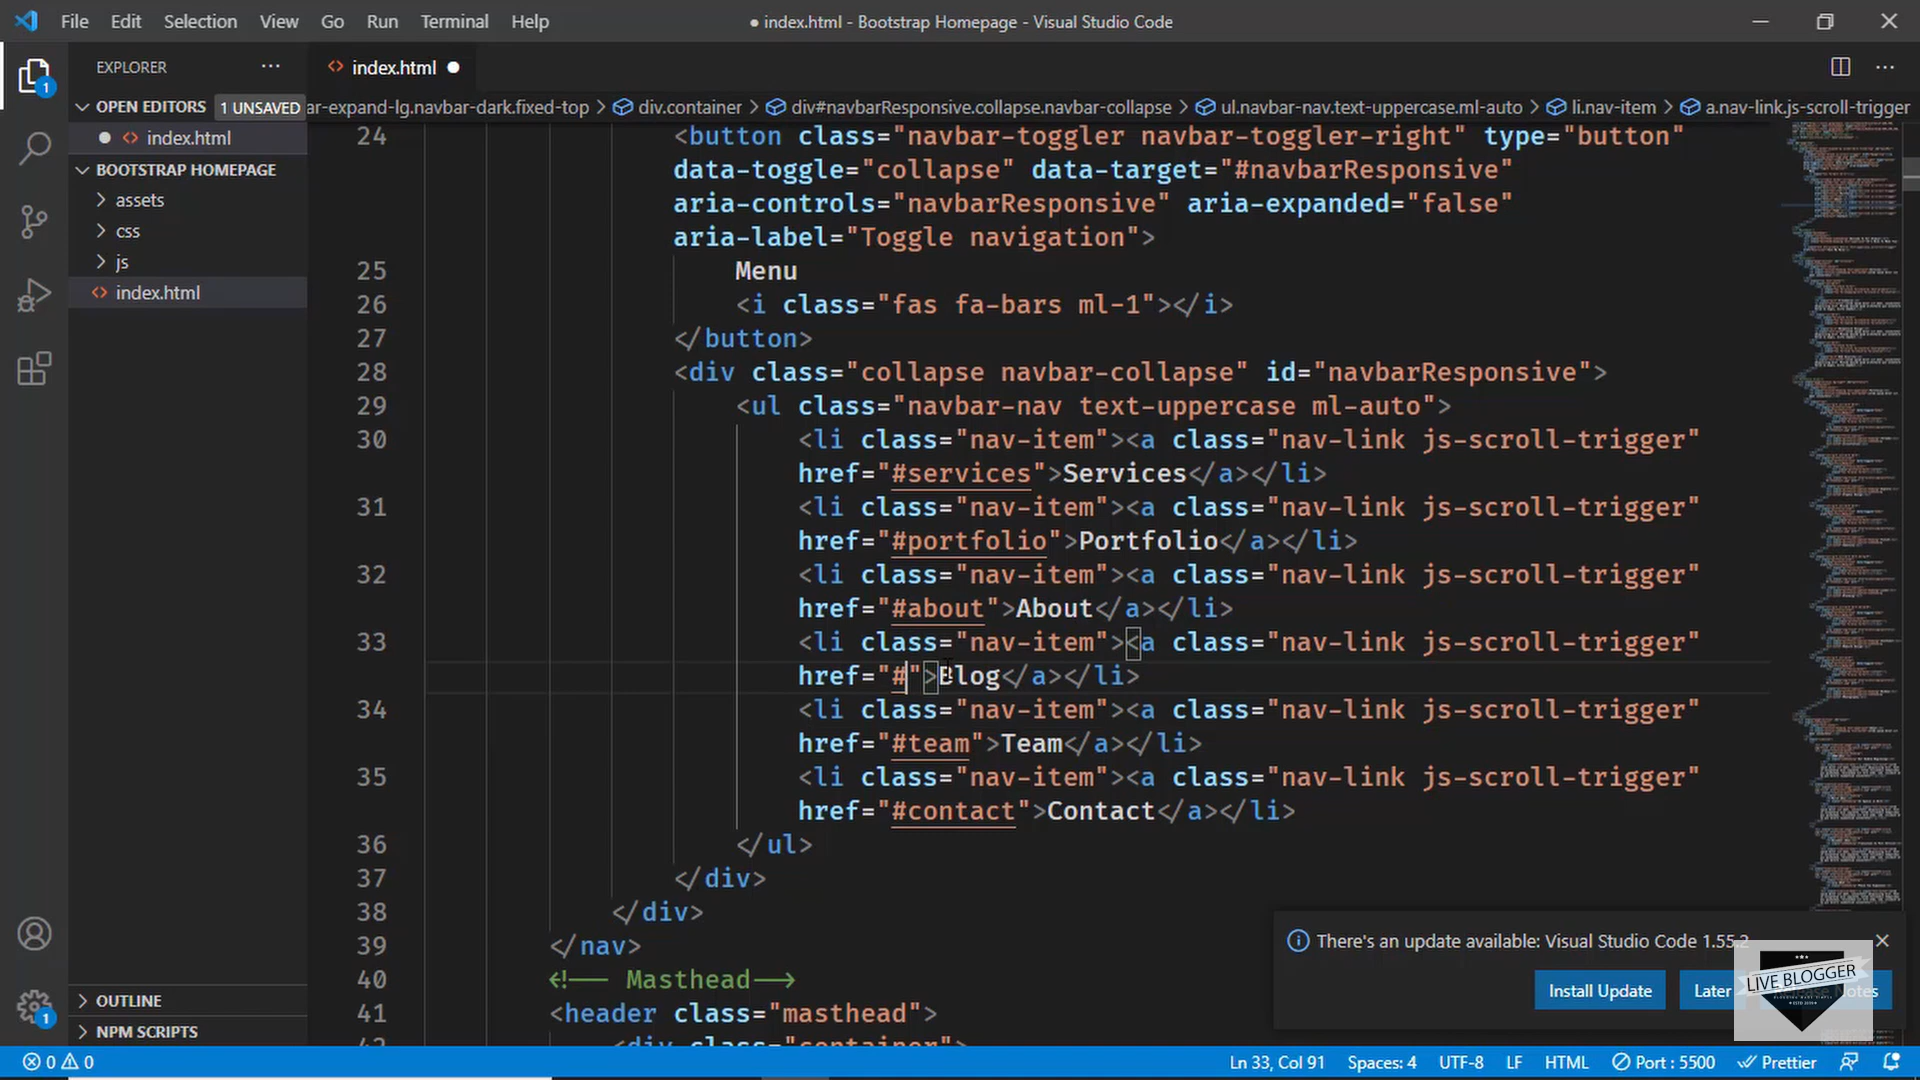 File Edit Selection View Go Run Terminal Help
● index.html - Bootstrap Homepage - Visual Studio Code
EXPLORER ···
index.html
OPEN EDITORS 1 UNSAVED
ar-expand-lg.navbar-dark.fixed-top > div.container > div#navbarResponsive.collapse.navbar-collapse > ul.navbar-nav.text-uppercase.ml-auto > li.nav-item > a.nav-link.js-scroll-trigger
index.html
BOOTSTRAP HOMEPAGE
assets
css
js
index.html
24 <button class="navbar-toggler navbar-toggler-right" type="button"
data-toggle="collapse" data-target="#navbarResponsive"
aria-controls="navbarResponsive" aria-expanded="false"
aria-label="Toggle navigation">
25 Menu
26 <i class="fas fa-bars ml-1"></i>
27 </button>
28 <div class="collapse navbar-collapse" id="navbarResponsive">
29 <ul class="navbar-nav text-uppercase ml-auto">
30 <li class="nav-item"><a class="nav-link js-scroll-trigger"
href="#services">Services</a></li>
31 <li class="nav-item"><a class="nav-link js-scroll-trigger"
href="#portfolio">Portfolio</a></li>
32 <li class="nav-item"><a class="nav-link js-scroll-trigger"
href="#about">About</a></li>
33 <li class="nav-item"><a class="nav-link js-scroll-trigger"
href="#">Blog</a></li>
34 <li class="nav-item"><a class="nav-link js-scroll-trigger"
href="#team">Team</a></li>
35 <li class="nav-item"><a class="nav-link js-scroll-trigger"
href="#contact">Contact</a></li>
36 </ul>
37 </div>
38 </div>
39 </nav>
40 <!-- Masthead-->
41 <header class="masthead">
42 <div class="container">
1
1
OUTLINE
NPM SCRIPTS
There's an update available: Visual Studio Code 1.55.2
Install Update Later Notes
LIVE BLOGGER
0 0
Ln 33, Col 91 Spaces: 4 UTF-8 LF HTML Port : 5500 Prettier